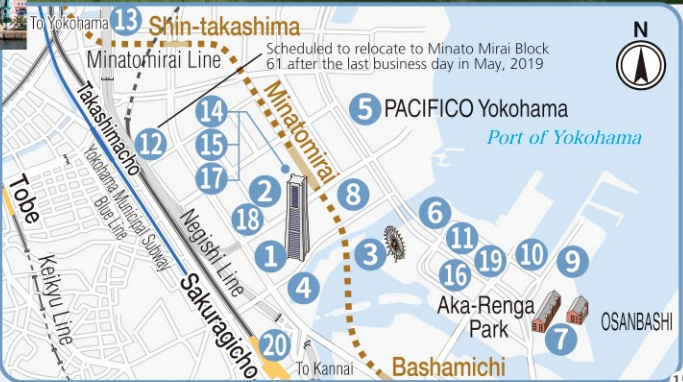 To Yokohama
13
Shin-takashima
Minatomirai Line
Scheduled to relocate to Minato Mirai Block
61 after the last business day in May, 2019
N
Takashimacho
12
14
15
17
Minatomirai
5 PACIFICO Yokohama
Port of Yokohama
Tobe
Yokohama Municipal Subway
Blue Line
Keikyu Line
Negishi Line
Sakuragicho
2
18
1
8
3
4
6
11
16
19
10
9
Aka-Renga
Park
7
OSANBASHI
20
To Kannai
Bashamichi